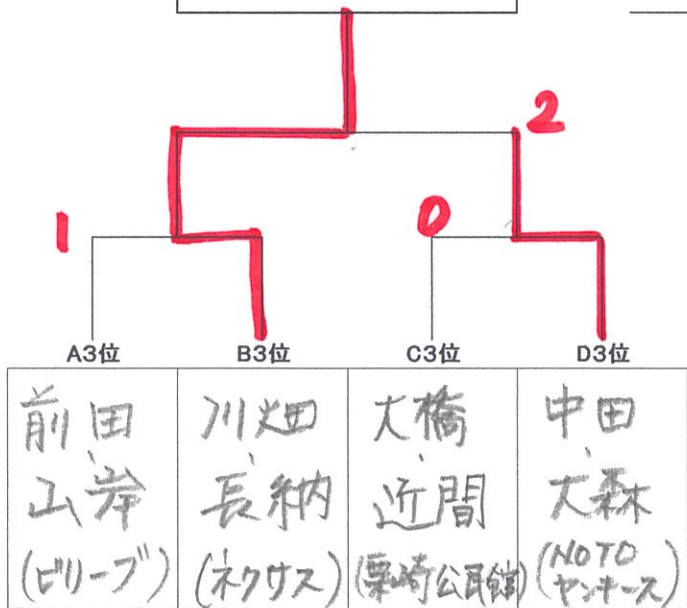 2
1
0
A3位
B3位
C3位
D3位
前田、
山岸
(ビリーブ)
川畑、
長納
(ネクサス)
大橋、
近間
(粟崎公民館)
中田、
大森
(NOTO
ヤンキース)